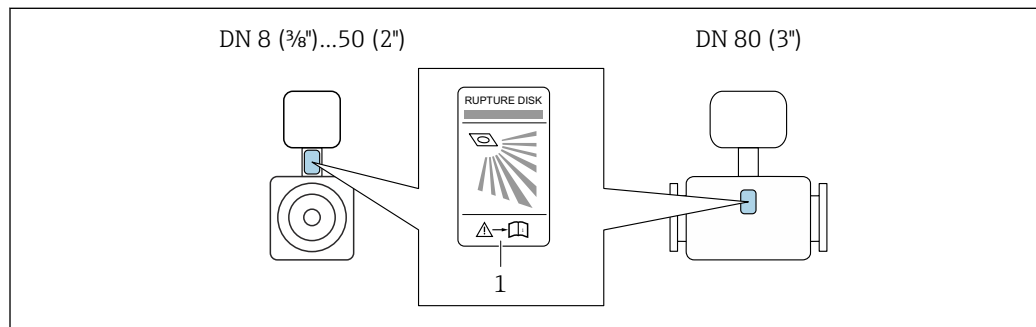 DN 8 (⅜")...50 (2")
DN 80 (3")
RUPTURE DISK
i
1